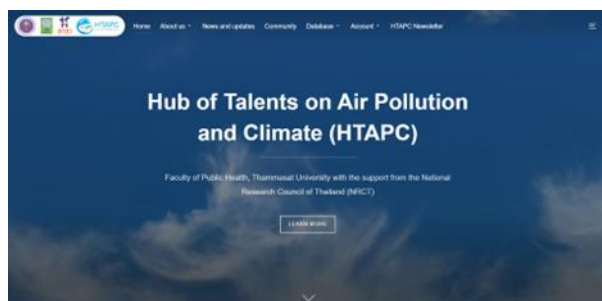 HTAPC
Home About us News and updates Community Database Account HTAPC Newsletter
Hub of Talents on Air Pollution
and Climate (HTAPC)
Faculty of Public Health, Thammasat University with the support from the National
Research Council of Thailand (NRCT)
LEARN MORE